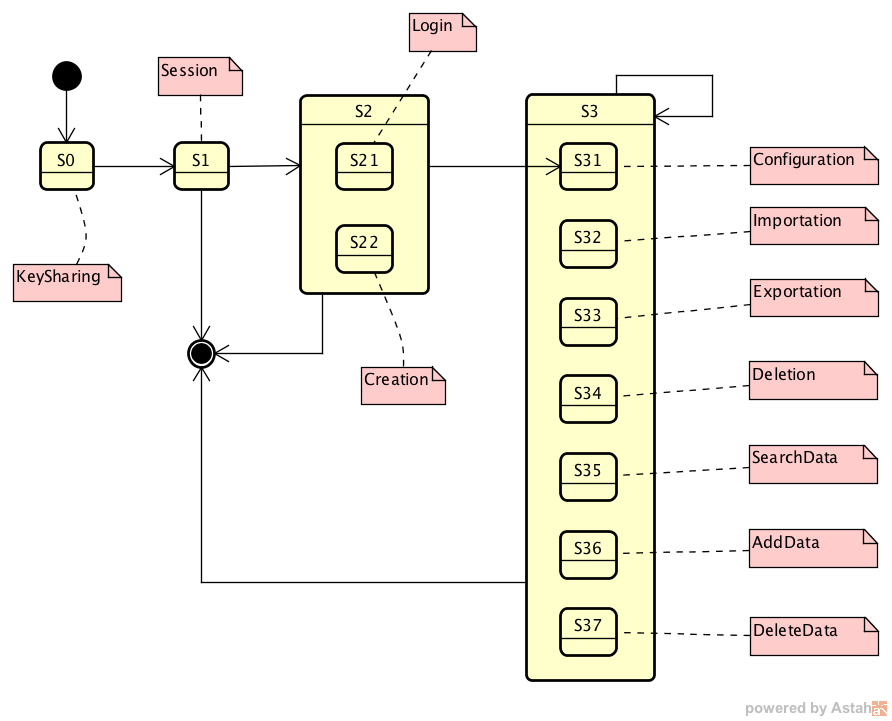 Login
Session
S2
S3
S0
S1
S21
S31
Configuration
Importation
S22
S32
KeySharing
Exportation
S33
Creation
S34
Deletion
S35
SearchData
S36
AddData
S37
DeleteData
powered by Astah